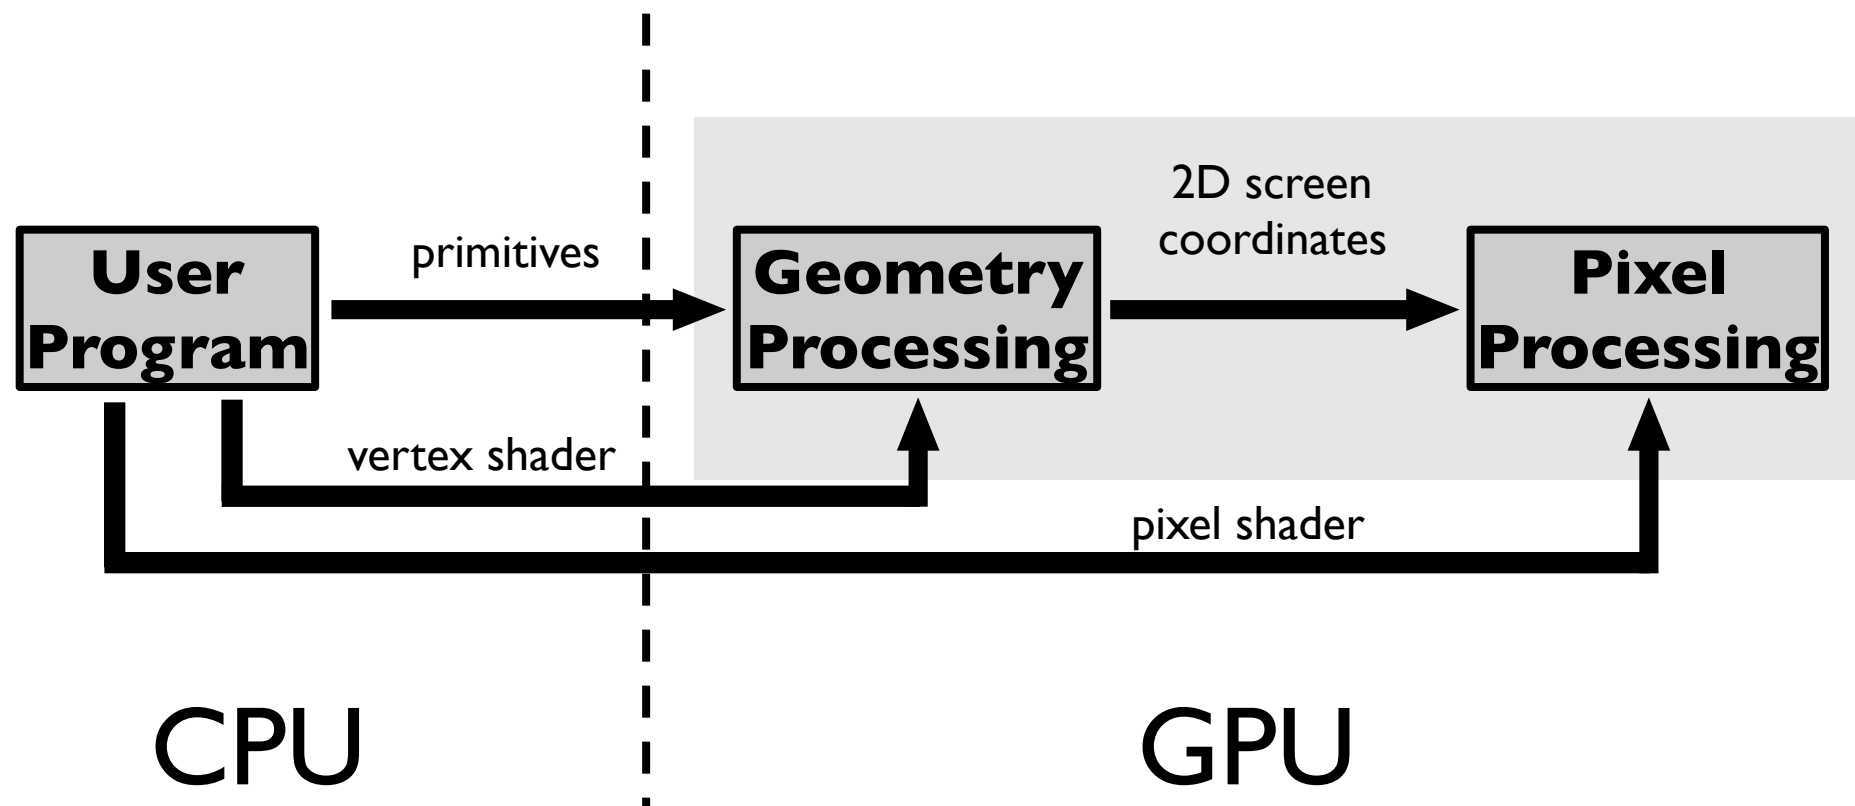 User
Program
primitives
Geometry
Processing
2D screen
coordinates
Pixel
Processing
vertex shader
pixel shader
CPU
GPU